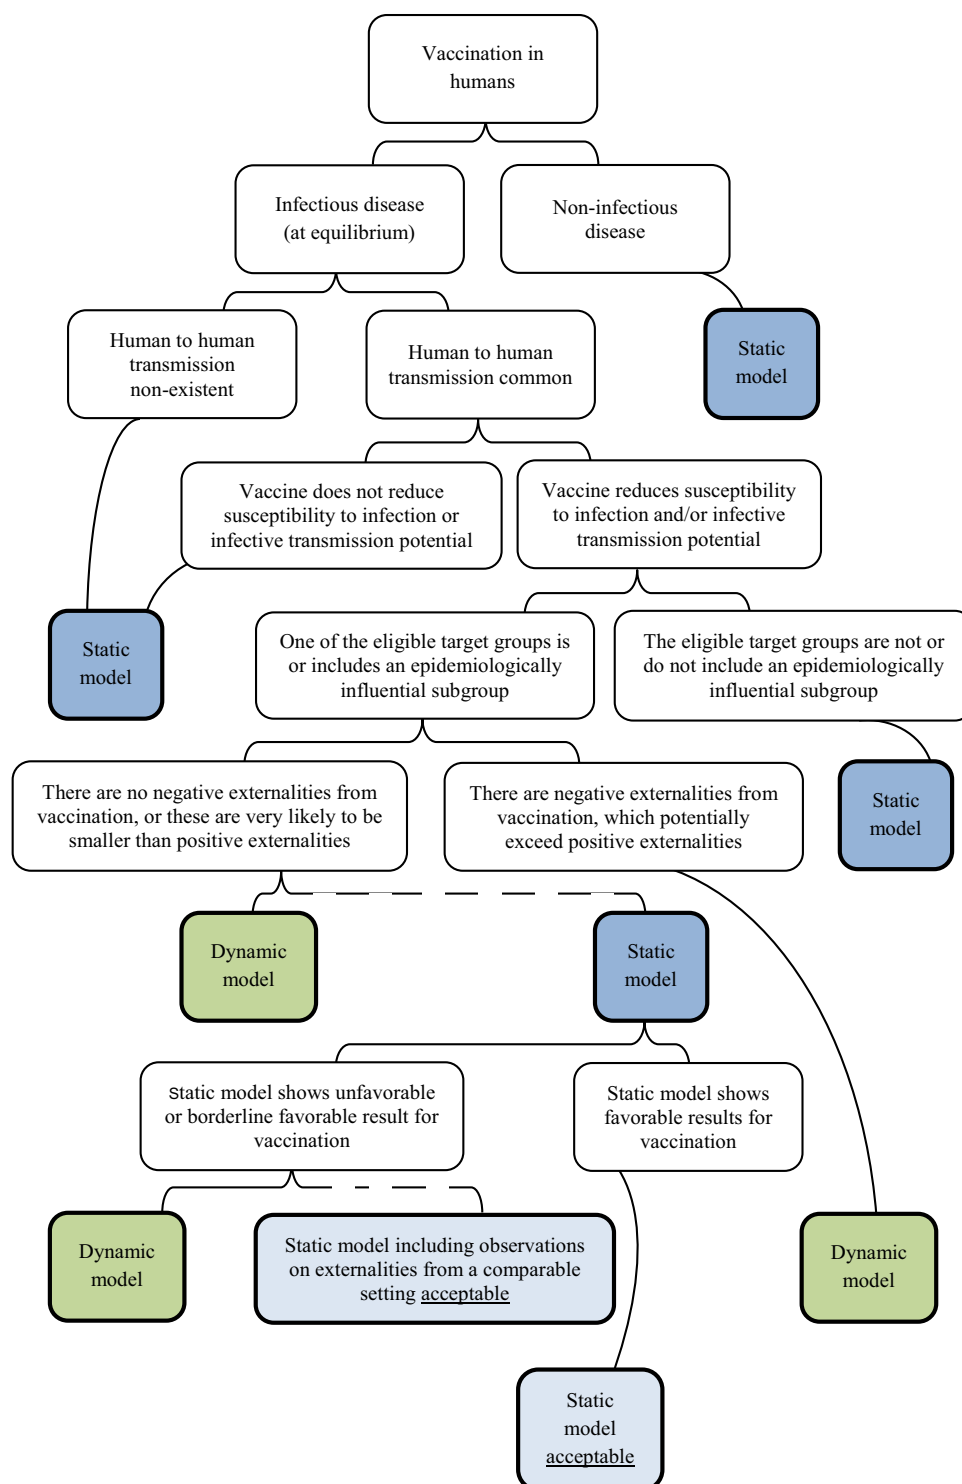 Vaccination in
humans
Infectious disease
(at equilibrium)
Non-infectious
disease
Human to human
transmission
non-existent
Human to human
transmission common
Static
model
Vaccine does not reduce
susceptibility to infection or
infective transmission potential
Vaccine reduces susceptibility
to infection and/or infective
transmission potential
Static
model
One of the eligible target groups is
or includes an epidemiologically
influential subgroup
The eligible target groups are not or
do not include an epidemiologically
influential subgroup
There are no negative externalities from
vaccination, or these are very likely to be
smaller than positive externalities
There are negative externalities from
vaccination, which potentially
exceed positive externalities
Static
model
Dynamic
model
Static
model
Static model shows unfavorable
or borderline favorable result for
vaccination
Static model shows
favorable results for
vaccination
Dynamic
model
Static model including observations
on externalities from a comparable
setting acceptable
Dynamic
model
Static
model
acceptable